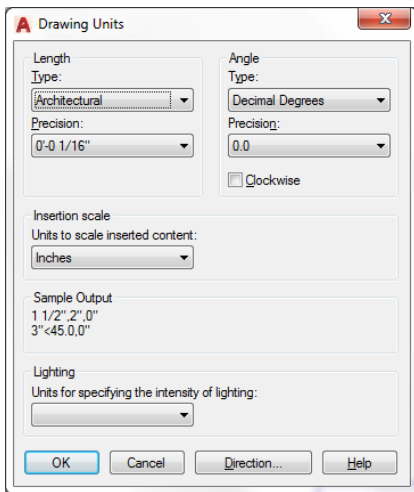 Drawing Units
Length
Type:
Architectural
Precision:
0'-0 1/16"
Angle
Type:
Decimal Degrees
Precision:
0.0
Clockwise
Insertion scale
Units to scale inserted content:
Inches
Sample Output
1 1/2",2",0"
3"<45.0,0"
Lighting
Units for specifying the intensity of lighting:
OK Cancel Direction... Help